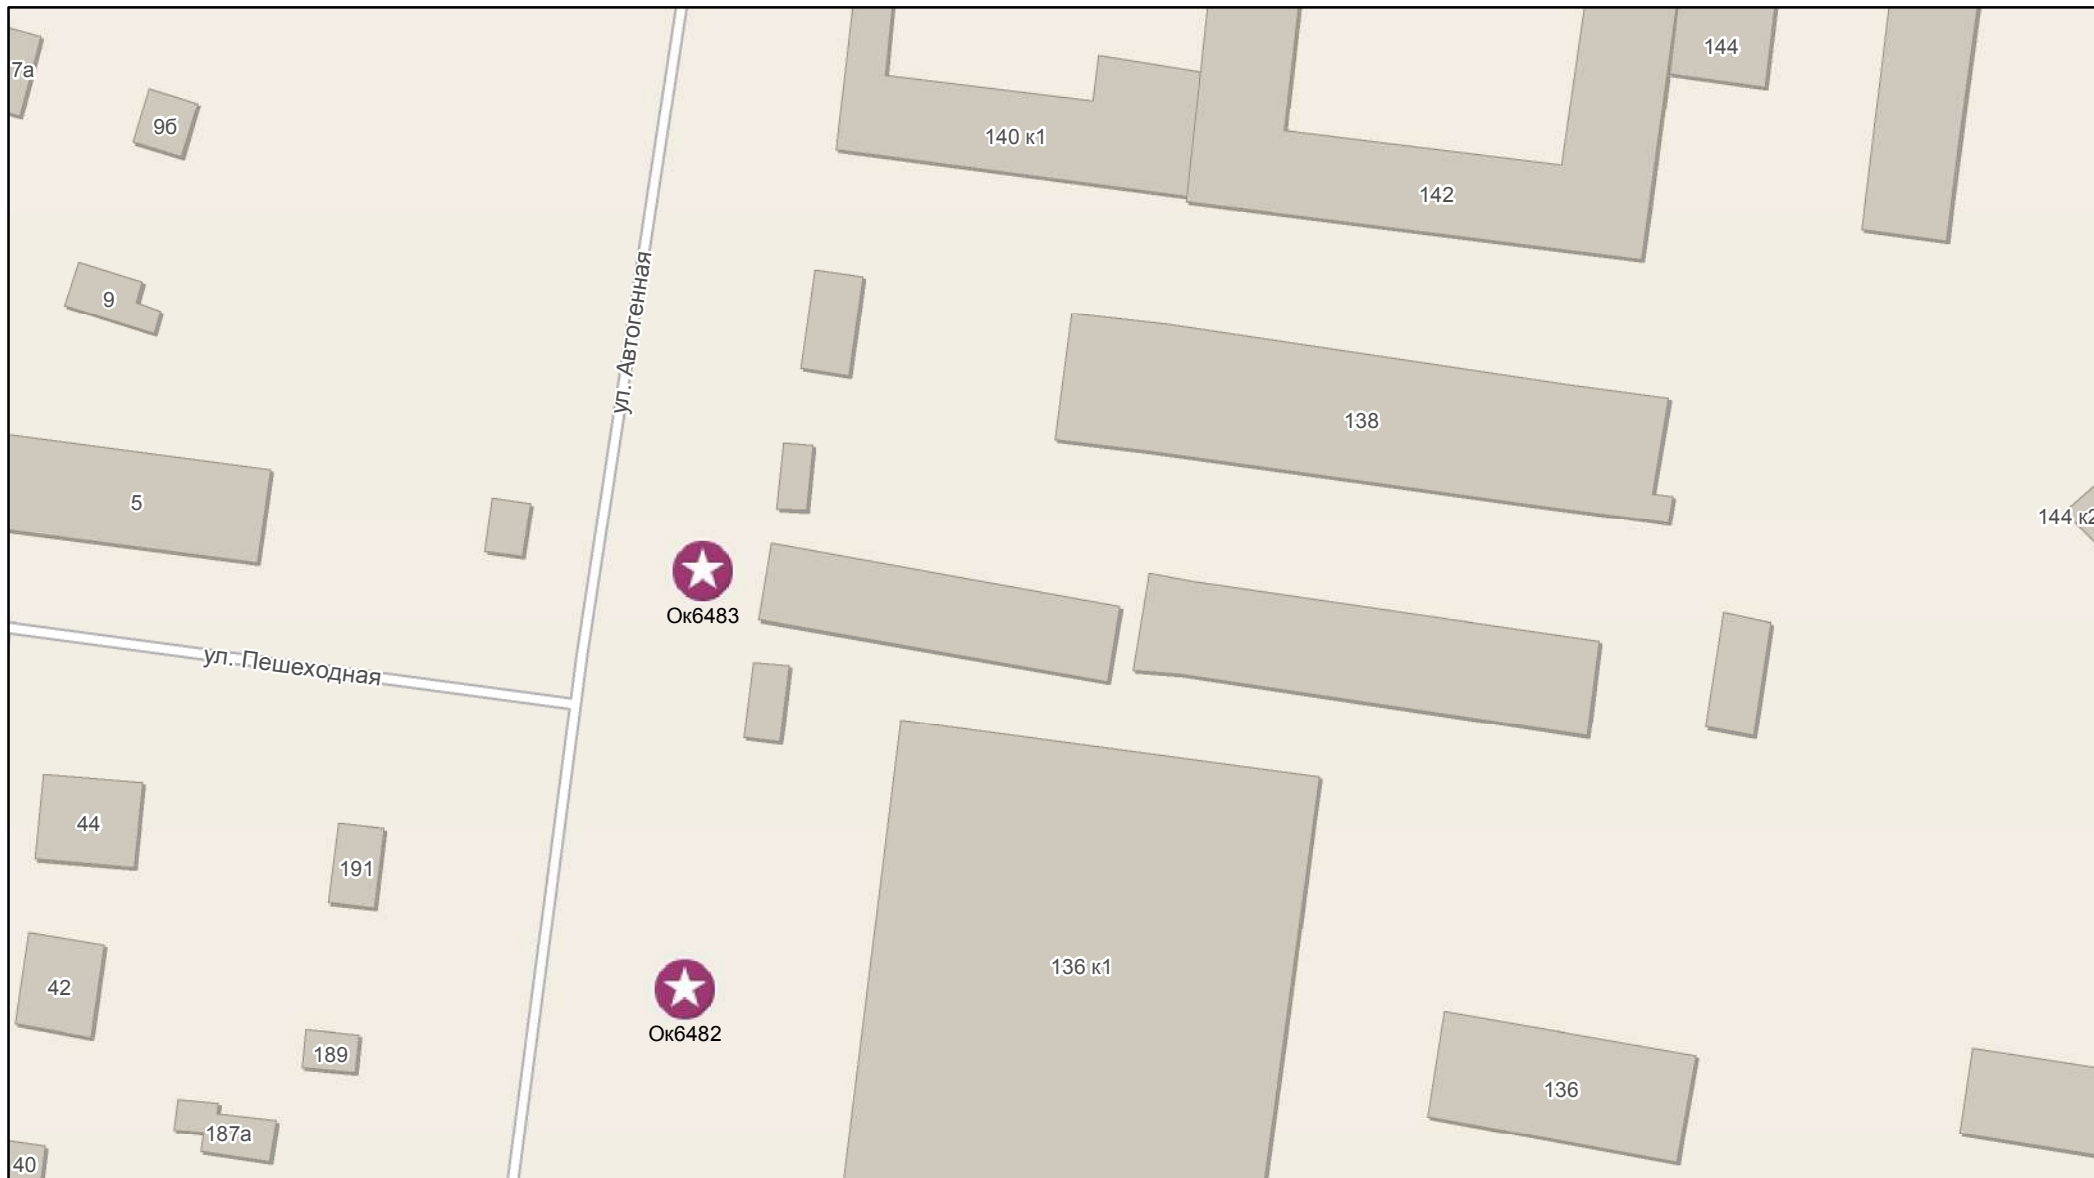 144
7а
9б
140 к1
142
9
ул. Автогенная
138
5
144 к2
Ок6483
ул. Пешеходная
44
191
136 к1
42
Ок6482
189
136
187а
40